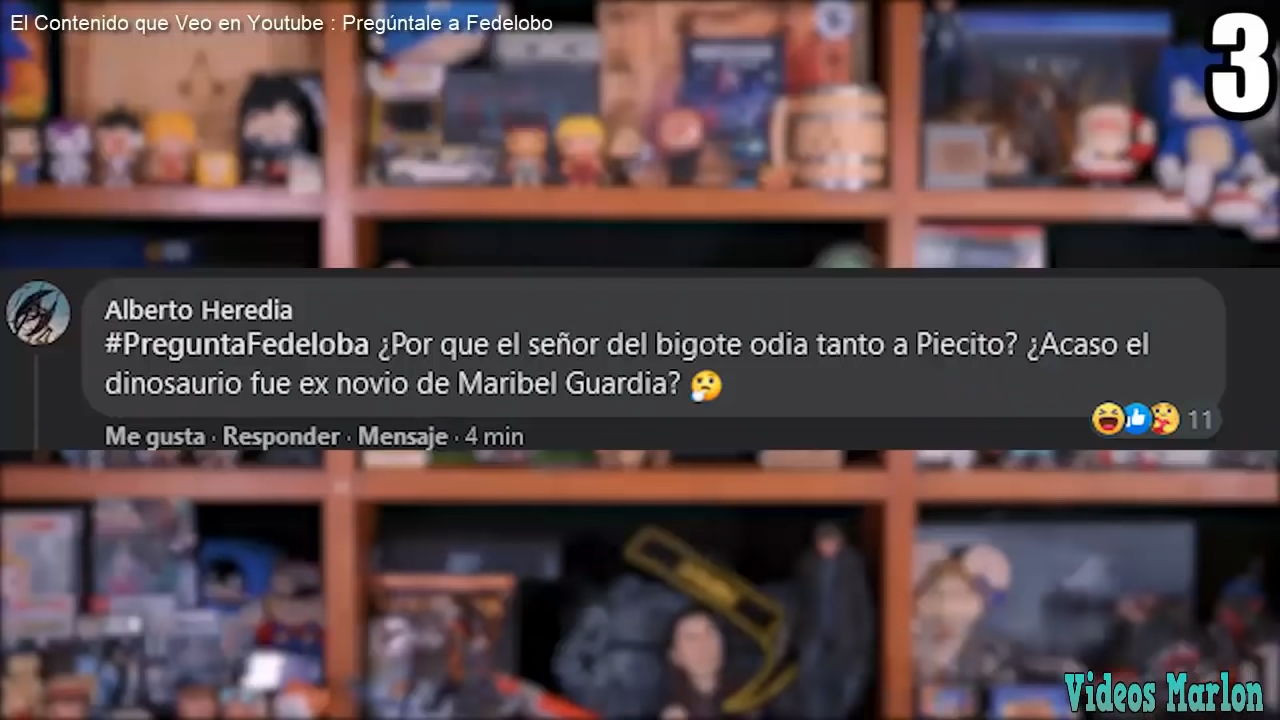 El Contenido que Veo en Youtube : Pregúntale a Fedelobo
3
Alberto Heredia
#PreguntaFedeloba ¿Por que el señor del bigote odia tanto a Piecito? ¿Acaso el
dinosaurio fue ex novio de Maribel Guardia? 🤔
Me gusta · Responder · Mensaje · 4 min
11
Videos Marlon